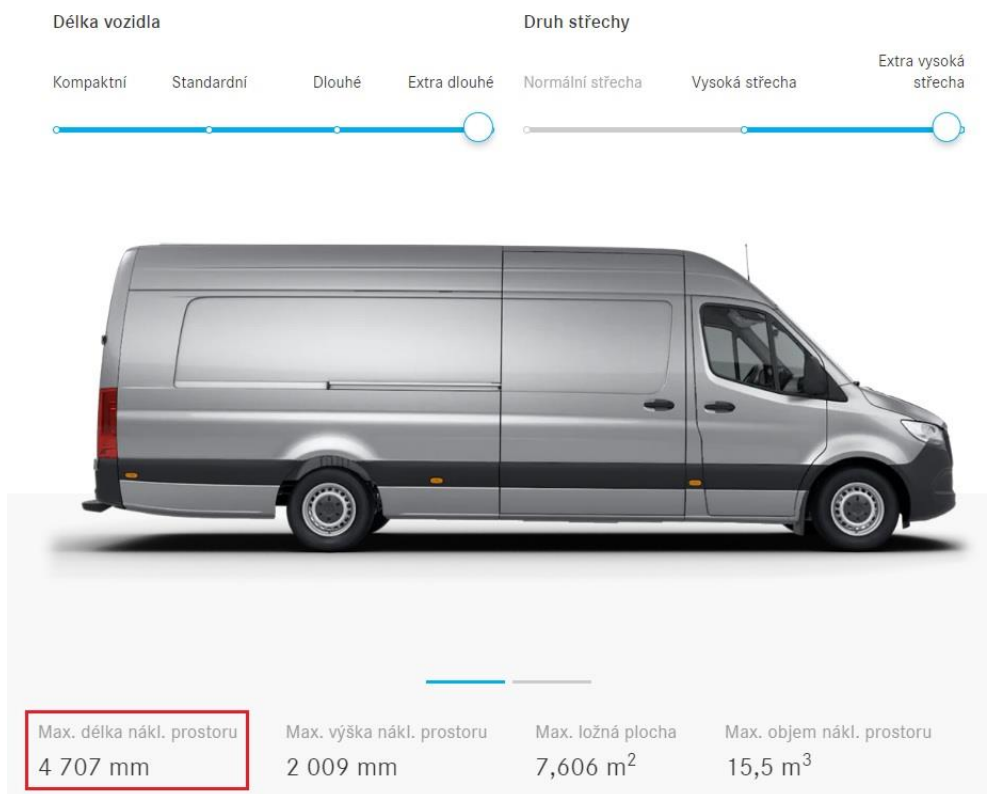 Délka vozidla
Druh střechy
Kompaktní Standardní Dlouhé Extra dlouhé
Normální střecha Vysoká střecha Extra vysoká
střecha
Max. délka nákl. prostoru
4 707 mm
Max. výška nákl. prostoru
2 009 mm
Max. ložná plocha
7,606 m²
Max. objem nákl. prostoru
15,5 m³